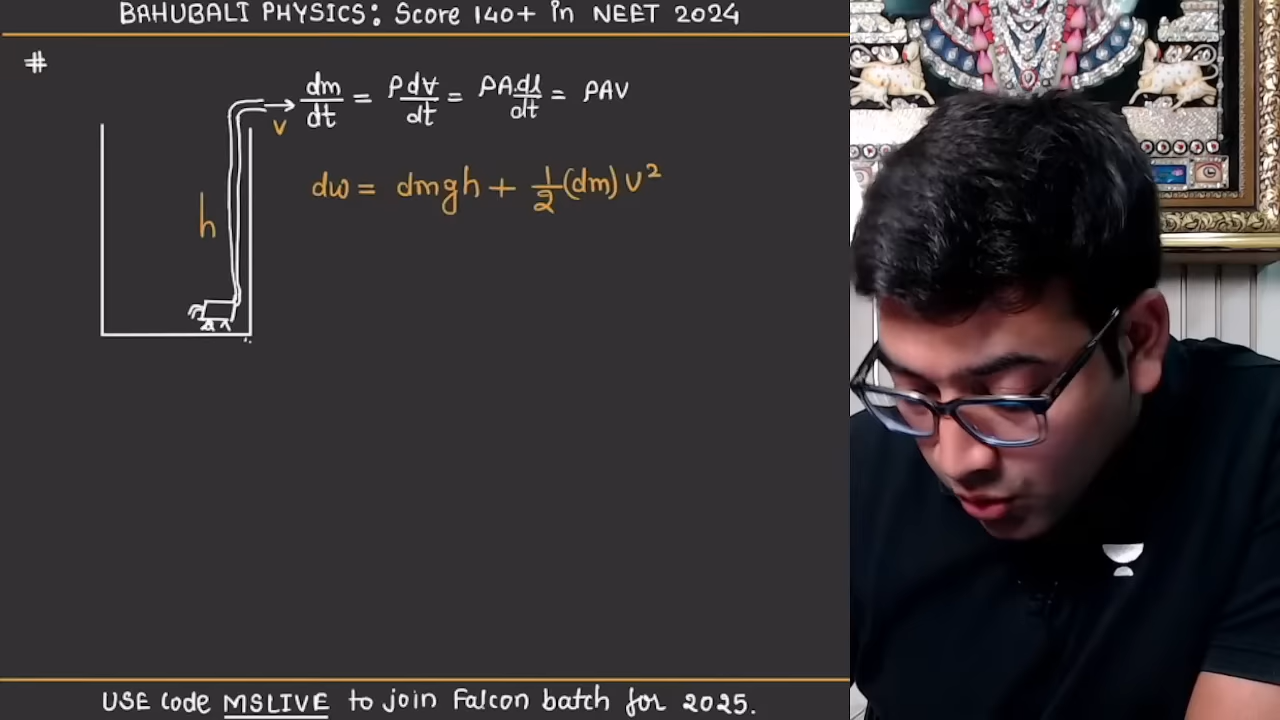 BAHUBALI PHYSICS: Score 140+ in NEET 2024
#
dm/dt = ρd∀/dt = ρA.dl/dt = ρAV
v
dw = dmgh + 1/2(dm)v²
h
USE Code MSLIVE to join Falcon batch for 2025.